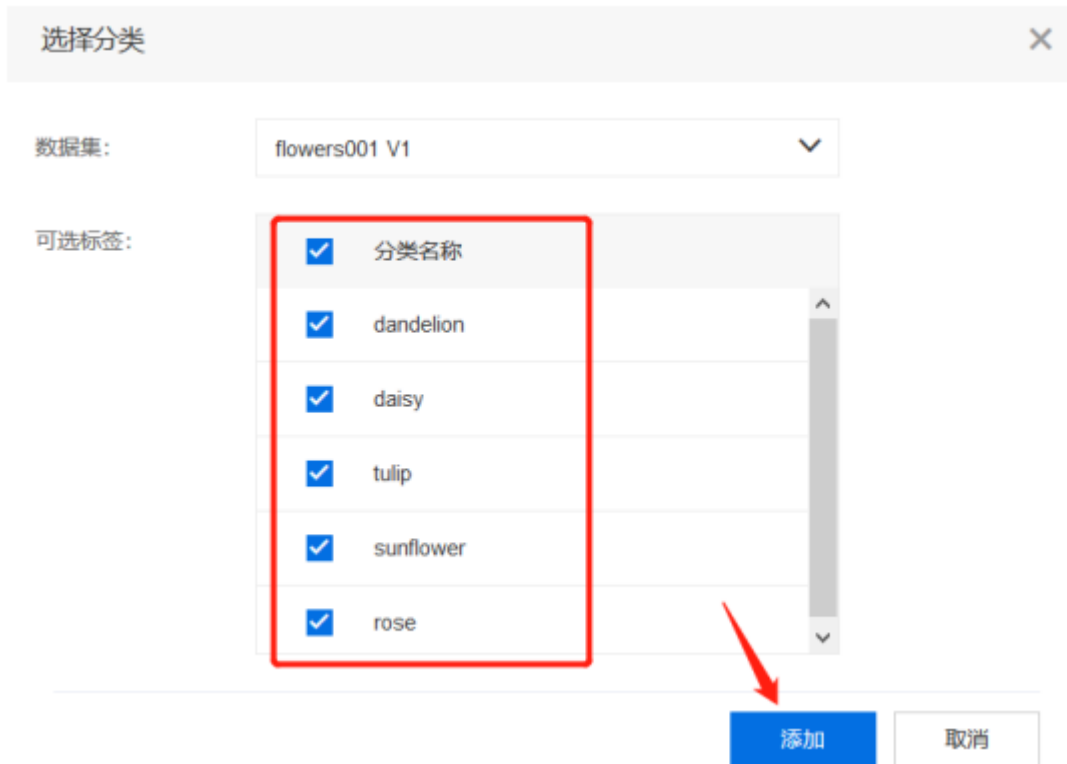 选择分类
数据集: flowers001 V1
可选标签: 分类名称
dandelion
daisy
tulip
sunflower
rose
添加 取消